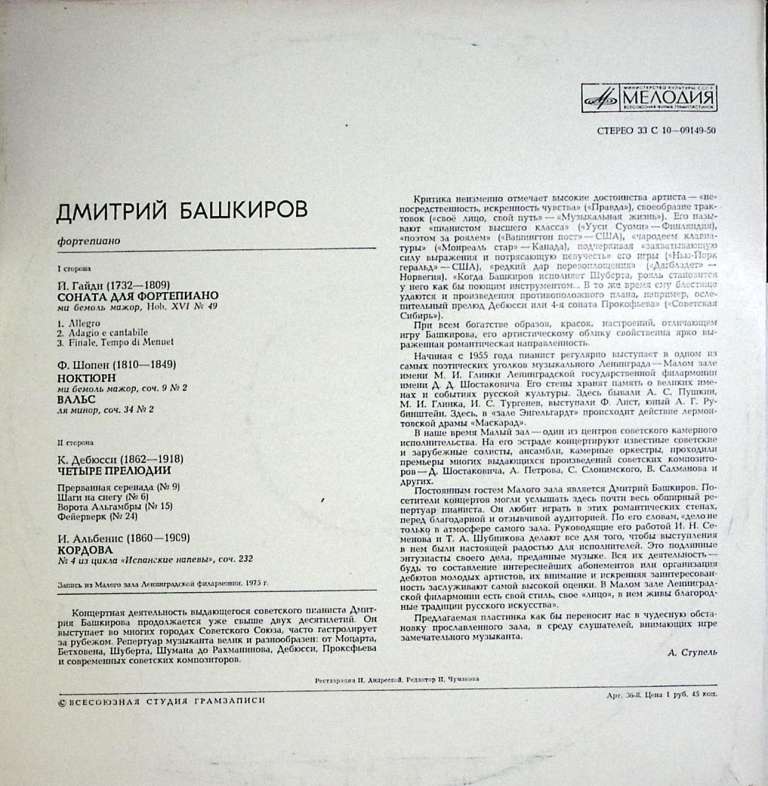 МИНИСТЕРСТВО КУЛЬТУРЫ СССР
МЕЛОДИЯ
ВСЕСОЮЗНАЯ ФИРМА ГРАМПЛАСТИНОК
СТЕРЕО 33 С 10—09149-50
ДМИТРИЙ БАШКИРОВ
фортепиано
I сторона
Й. Гайдн (1732—1809)
СОНАТА ДЛЯ ФОРТЕПИАНО
ми бемоль мажор, Hob. XVI № 49
1. Allegro
2. Adagio e cantabile
3. Finale, Tempo di Menuet
Ф. Шопен (1810—1849)
НОКТЮРН
ми бемоль мажор, соч. 9 № 2
ВАЛЬС
ля минор, соч. 34 № 2
II сторона
К. Дебюсси (1862—1918)
ЧЕТЫРЕ ПРЕЛЮДИИ
Прерванная серенада (№ 9)
Шаги на снегу (№ 6)
Ворота Альгамбры (№ 15)
Фейерверк (№ 24)
И. Альбенис (1860—1909)
КОРДОВА
№ 4 из цикла «Испанские напевы», соч. 232
Запись из Малого зала Ленинградской филармонии, 1975 г.
Концертная деятельность выдающегося советского пианиста Дмит-
рия Башкирова продолжается уже свыше двух десятилетий. Он
выступает во многих городах Советского Союза, часто гастролирует
за рубежом. Репертуар музыканта велик и разнообразен: от Моцарта,
Бетховена, Шуберта, Шумана до Рахманинова, Дебюсси, Прокофьева
и современных советских композиторов.
Критика неизменно отмечает высокие достоинства артиста — «не-
посредственность, искренность чувства» («Правда»), своеобразие трак-
товок («своё лицо, свой путь» — «Музыкальная жизнь»). Его назы-
вают «пианистом высшего класса» («Ууси Суоми» — Финляндия),
«поэтом за роялем» («Вашингтон пост» — США), «чародеем клавиа-
туры» («Монреаль стар» — Канада), подчеркивая «захватывающую
силу выражения и потрясающую певучесть» его игры («Нью-Йорк
геральд» — США), «редкий дар перевоплощения» («Дагбладет» —
Норвегия). «Когда Башкиров исполняет Шуберта, рояль становится
у него как бы поющим инструментом... В то же время ему блестяще
удаются и произведения противоположного плана, например, осле-
пительный прелюд Дебюсси или 4-я соната Прокофьева» («Советская
Сибирь»).
При всем богатстве образов, красок, настроений, отличающем
игру Башкирова, его артистическому облику свойственна ярко вы-
раженная романтическая направленность.
Начиная с 1955 года пианист регулярно выступает в одном из
самых поэтических уголков музыкального Ленинграда — Малом зале
имени М. И. Глинки Ленинградской государственной филармонии
имени Д. Д. Шостаковича. Его стены хранят память о великих име-
нах и событиях русской культуры. Здесь бывали А. С. Пушкин,
М. И. Глинка, И. С. Тургенев, выступали Ф. Лист, юный А. Г. Ру-
бинштейн. Здесь, в «зале Энгельгардт» происходит действие лермон-
товской драмы «Маскарад».
В наше время Малый зал — один из центров советского камерного
исполнительства. На его эстраде концертируют известные советские
и зарубежные солисты, ансамбли, камерные оркестры, проходили
премьеры многих выдающихся произведений советских композито-
ров — Д. Шостаковича, А. Петрова, С. Слонимского, В. Салманова и
других.
Постоянным гостем Малого зала является Дмитрий Башкиров. По-
сетители концертов могли услышать здесь почти весь обширный ре-
пертуар пианиста. Он любит играть в этих романтических стенах,
перед благодарной и отзывчивой аудиторией. По его словам, «дело не
только в атмосфере самого зала. Руководящие его работой И. Н. Се-
менова и Т. А. Шубникова делают все для того, чтобы выступления
в нем были настоящей радостью для исполнителей. Это подлинные
энтузиасты своего дела, преданные музыке. Вся их деятельность —
будь то составление интереснейших абонементов или организация
дебютов молодых артистов, их внимание и искренняя заинтересован-
ность заслуживают самой высокой оценки. В Малом зале Ленинград-
ской филармонии есть свой стиль, свое «лицо», в нем живы благород-
ные традиции русского искусства».
Предлагаемая пластинка как бы переносит нас в чудесную обста-
новку прославленного зала, в среду слушателей, внимающих игре
замечательного музыканта.
А. Ступель
Реставрация П. Андреевой, Редактор П. Чумакова
© ВСЕСОЮЗНАЯ СТУДИЯ ГРАМЗАПИСИ
Арт. 36-8. Цена 1 руб. 45 коп.